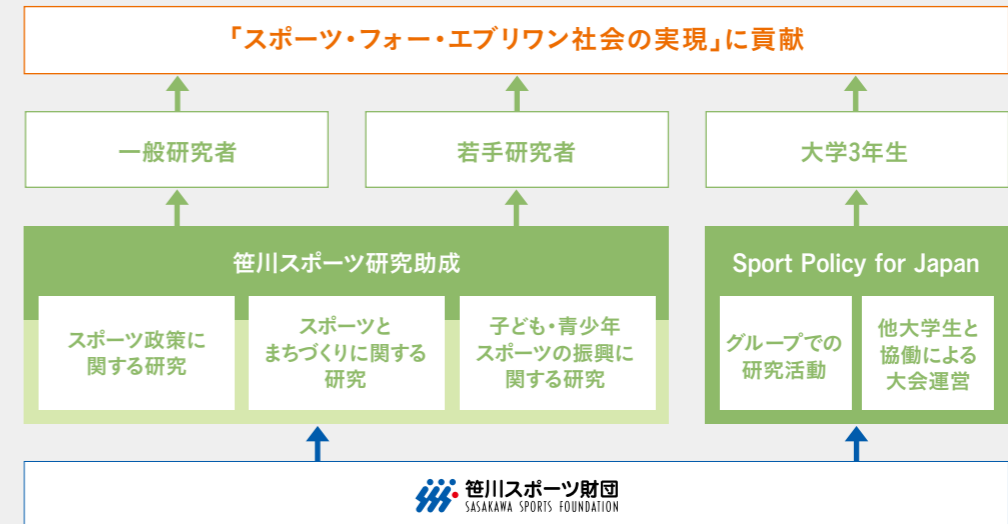 「スポーツ・フォー・エブリワン社会の実現」に貢献
一般研究者
若手研究者
大学3年生
笹川スポーツ研究助成
スポーツ政策に
関する研究
スポーツと
まちづくりに関する
研究
子ども・青少年
スポーツの振興に
関する研究
Sport Policy for Japan
グループでの
研究活動
他大学生と
協働による
大会運営
笹川スポーツ財団
SASAKAWA SPORTS FOUNDATION